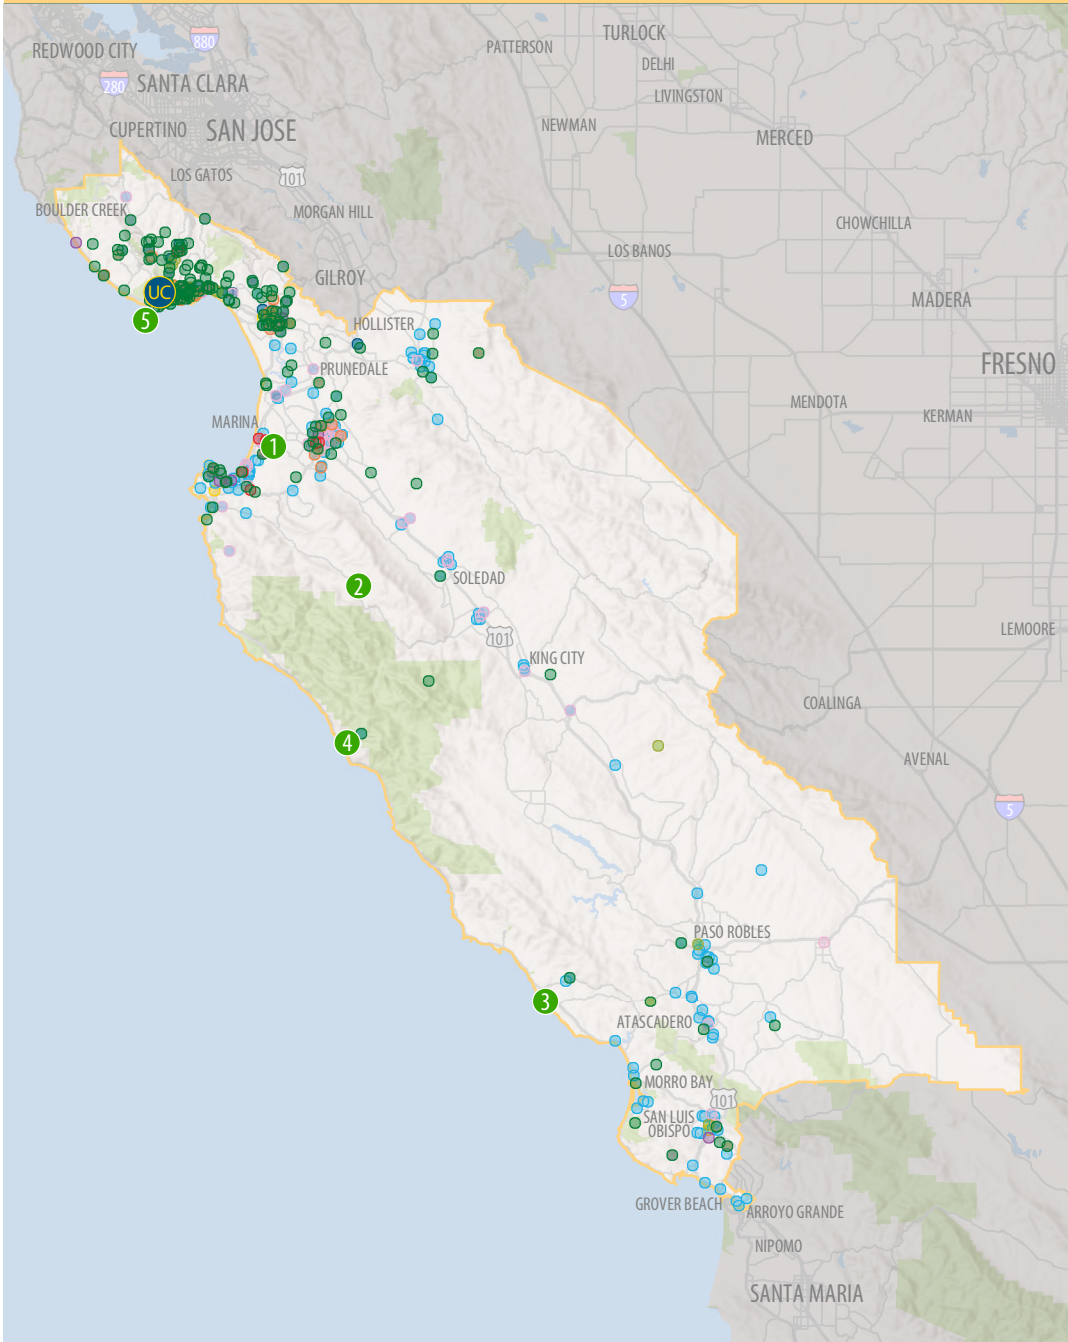 TURLOCK
REDWOOD CITY
880
PATTERSON
DELHI
280
SANTA CLARA
LIVINGSTON
CUPERTINO
SAN JOSE
NEWMAN
MERCED
LOS GATOS
101
BOULDER CREEK
MORGAN HILL
CHOWCHILLA
LOS BANOS
GILROY
UC
5
MADERA
5
HOLLISTER
FRESNO
PRUNEDALE
MENDOTA
KERMAN
MARINA
1
2
SOLEDAD
101
LEMOORE
KING CITY
COALINGA
4
AVENAL
5
PASO ROBLES
3
ATASCADERO
MORRO BAY
101
SAN LUIS
OBISPO
GROVER BEACH
ARROYO GRANDE
NIPOMO
SANTA MARIA